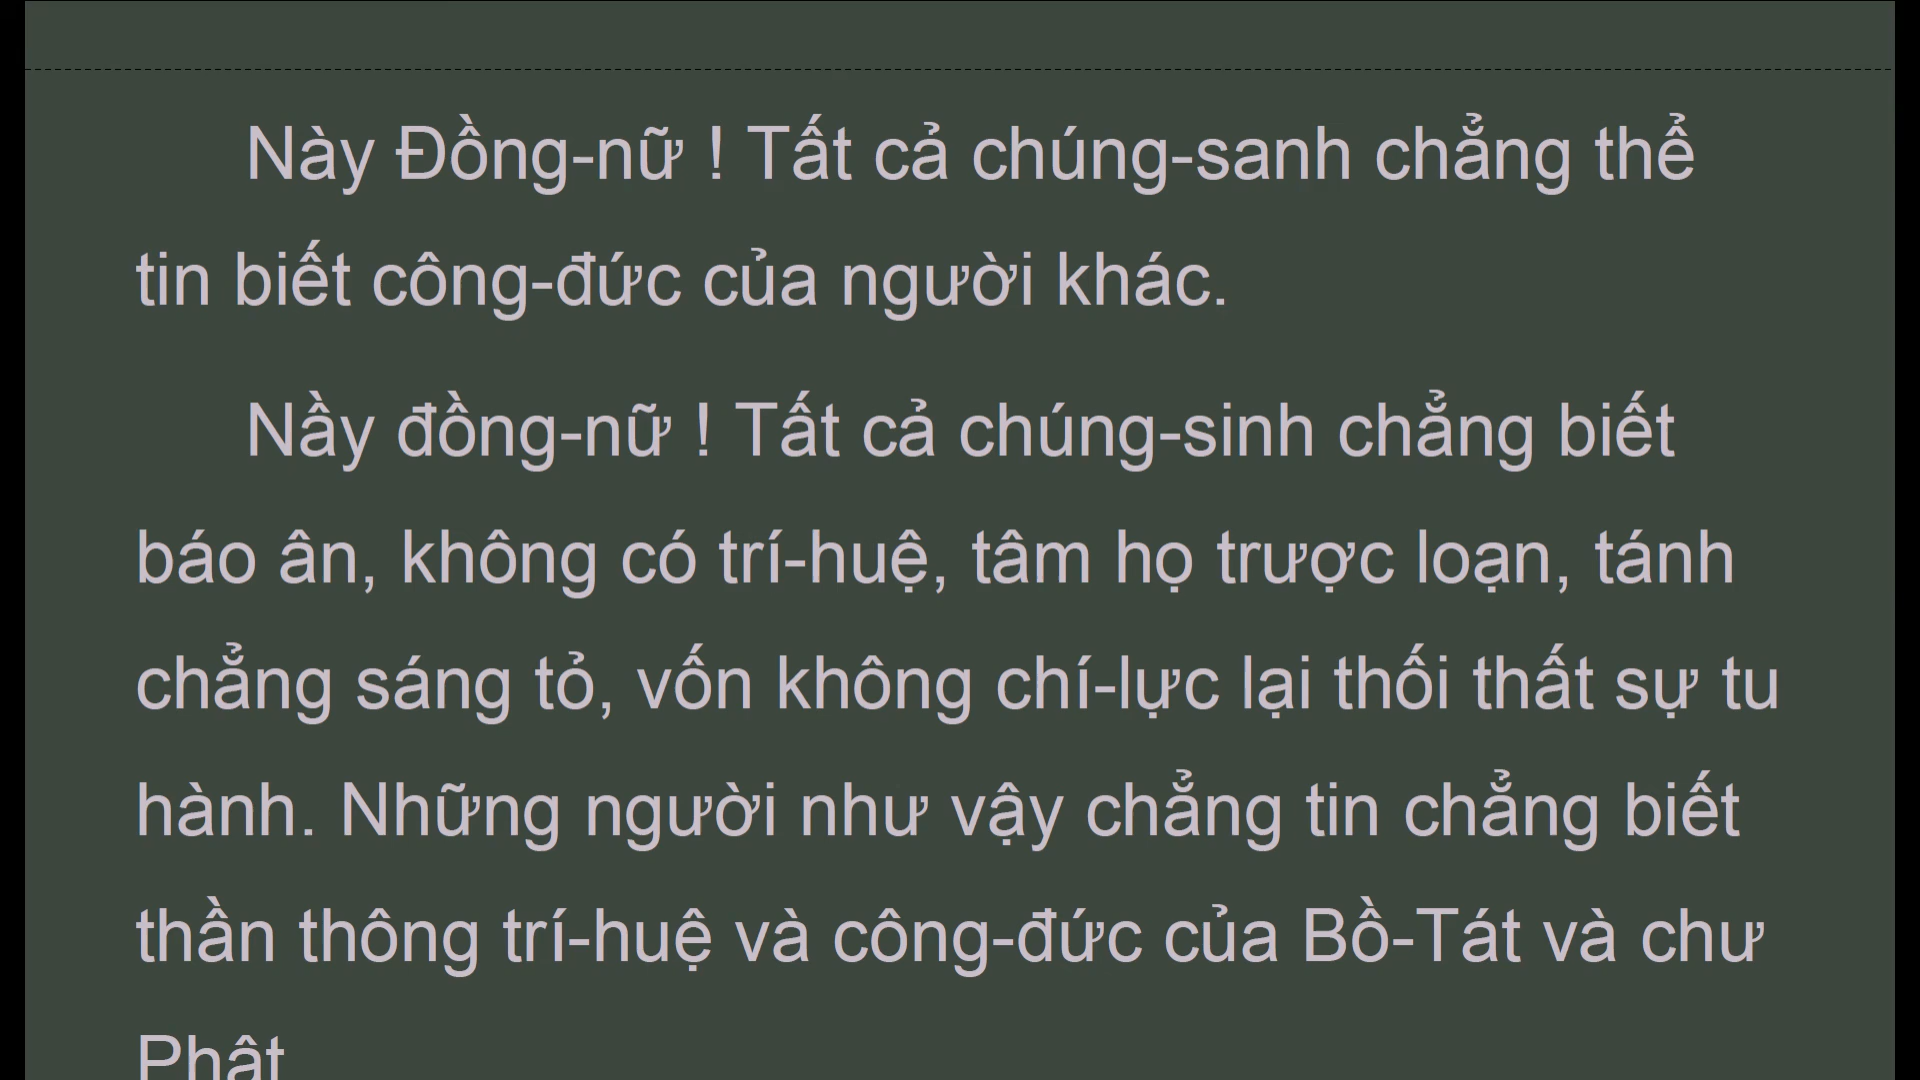 Này Đồng-nữ ! Tất cả chúng-sanh chẳng thể
tin biết công-đức của người khác.
Nầy đồng-nữ ! Tất cả chúng-sinh chẳng biết
báo ân, không có trí-huệ, tâm họ trược loạn, tánh
chẳng sáng tỏ, vốn không chí-lực lại thối thất sự tu
hành. Những người như vậy chẳng tin chẳng biết
thần thông trí-huệ và công-đức của Bồ-Tát và chư
Phật